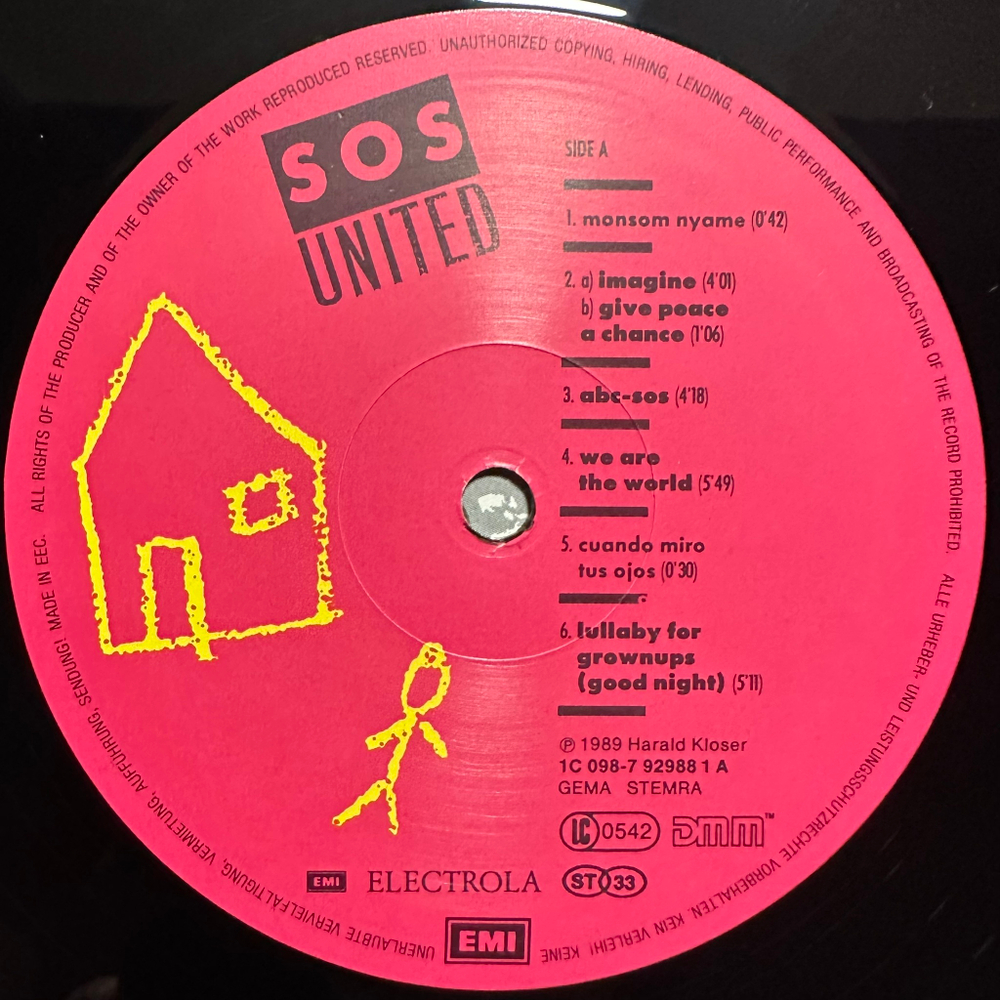 ALL RIGHTS OF THE PRODUCER AND OF THE OWNER OF THE WORK REPRODUCED RESERVED. UNAUTHORIZED COPYING, HIRING, LENDING, PUBLIC PERFORMANCE AND BROADCASTING OF THE RECORD PROHIBITED.
SOS
UNITED
SIDE A
1. monsom nyame (0'42)
2. a) imagine (4'01)
b) give peace
a chance (1'06)
3. abc-sos (4'18)
4. we are
the world (5'49)
5. cuando miro
tus ojos (0'30)
6. lullaby for
grownups
(good night) (5'11)
℗ 1989 Harald Kloser
1C 098-7 92988 1 A
GEMA STEMRA
LC 0542 DMM™
EMI ELECTROLA ST 33
EMI
ALLE URHEBER- UND LEISTUNGSSCHUTZRECHTE VORBEHALTEN. KEIN VERLEIH! KEINE UNERLAUBTE VERVIELFÄLTIGUNG, VERMIETUNG, AUFFÜHRUNG, SENDUNG! MADE IN EEC.